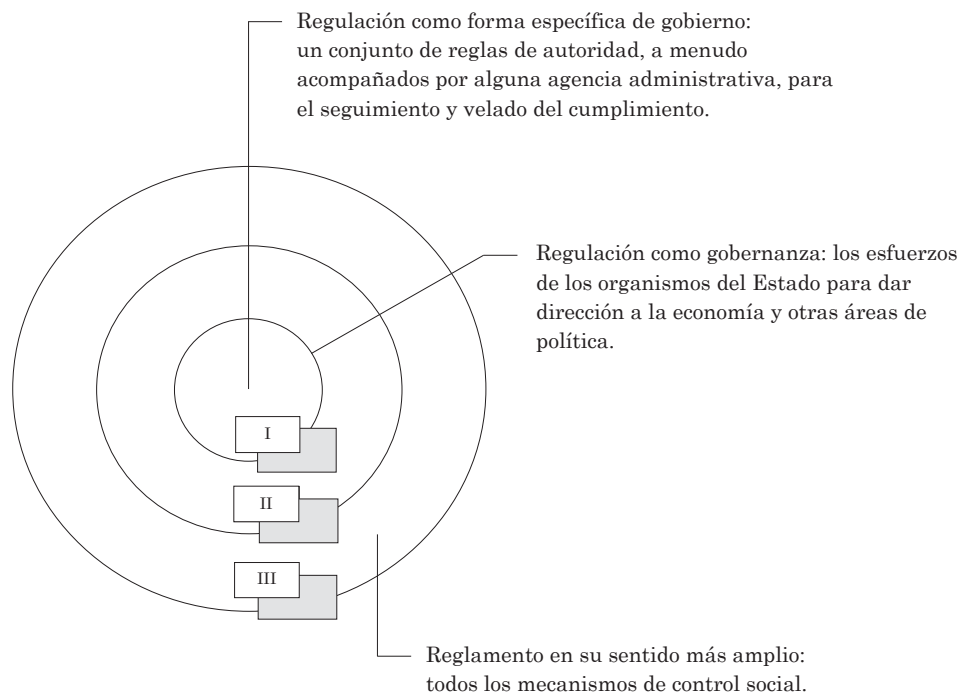 Regulación como forma específica de gobierno:
un conjunto de reglas de autoridad, a menudo
acompañados por alguna agencia administrativa, para
el seguimiento y velado del cumplimiento.
Regulación como gobernanza: los esfuerzos
de los organismos del Estado para dar
dirección a la economía y otras áreas de
política.
I
II
III
Reglamento en su sentido más amplio:
todos los mecanismos de control social.